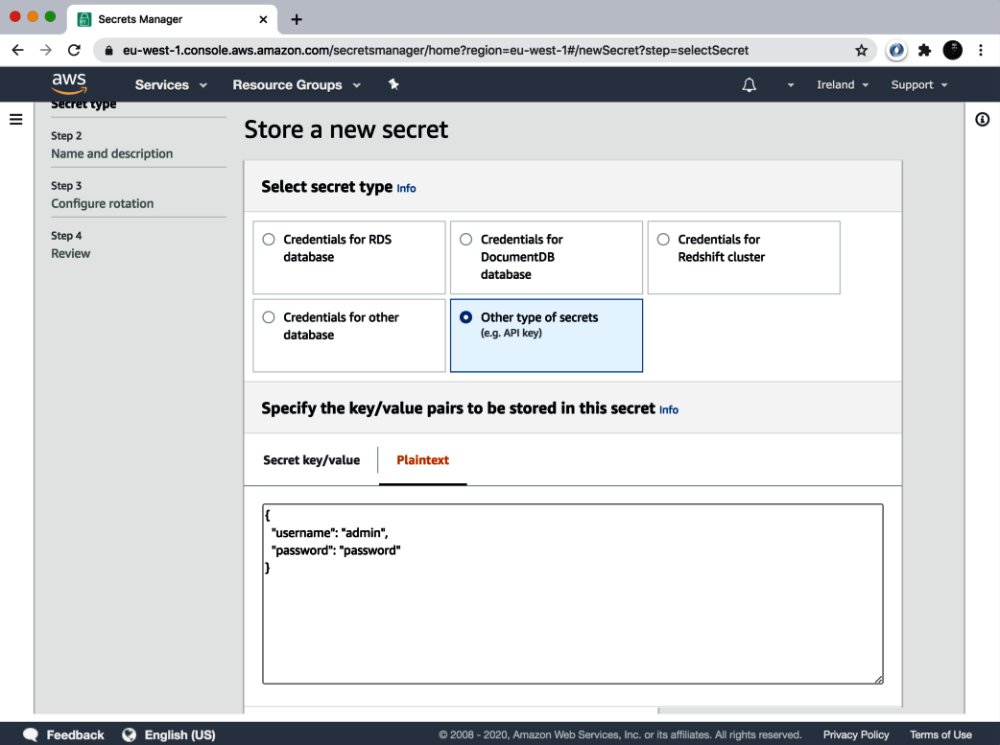 Secrets Manager
eu-west-1.console.aws.amazon.com/secretsmanager/home?region=eu-west-1#/newSecret?step=selectSecret
aws
Services
Resource Groups
Ireland
Support
Secret type
Step 2
Name and description
Step 3
Configure rotation
Step 4
Review
Store a new secret
Select secret type Info
Credentials for RDS
database
Credentials for
DocumentDB
database
Credentials for
Redshift cluster
Credentials for other
database
Other type of secrets
(e.g. API key)
Specify the key/value pairs to be stored in this secret Info
Secret key/value
Plaintext
{
"username": "admin",
"password": "password"
}
Feedback
English (US)
© 2008 - 2020, Amazon Web Services, Inc. or its affiliates. All rights reserved.
Privacy Policy
Terms of Use